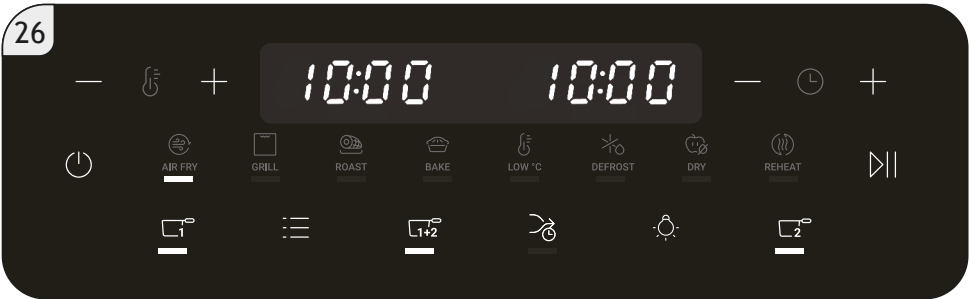 26
10:00 10:00
AIR FRY GRILL ROAST BAKE LOW °C DEFROST DRY REHEAT
1 1+2 2